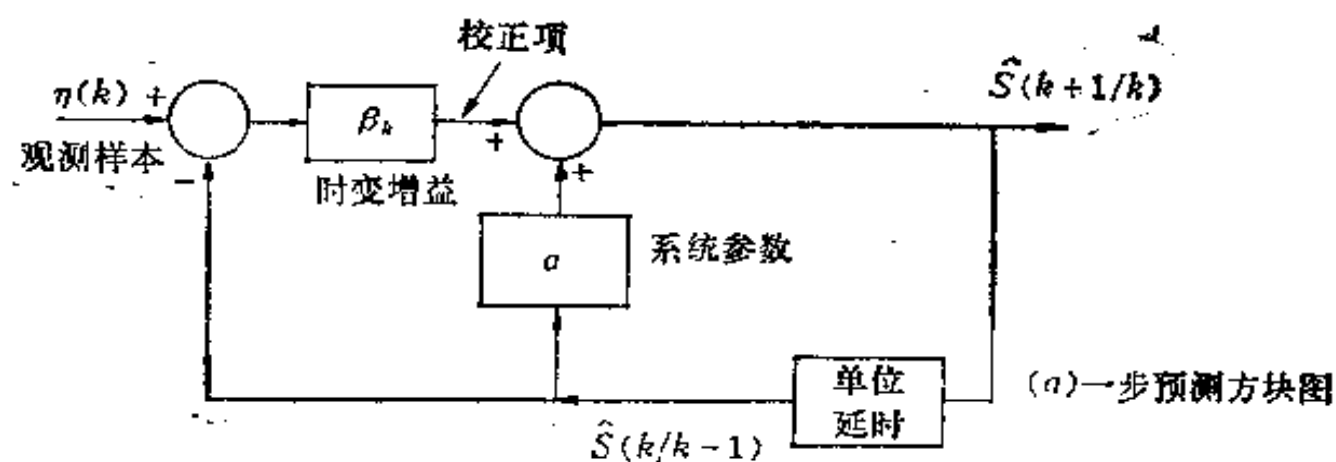 校正项
η(k) +
Ŝ(k+1/k)
β_k
+
观测样本
−
时变增益
+
a
系统参数
单位
延时
(a)一步预测方块图
Ŝ(k/k-1)